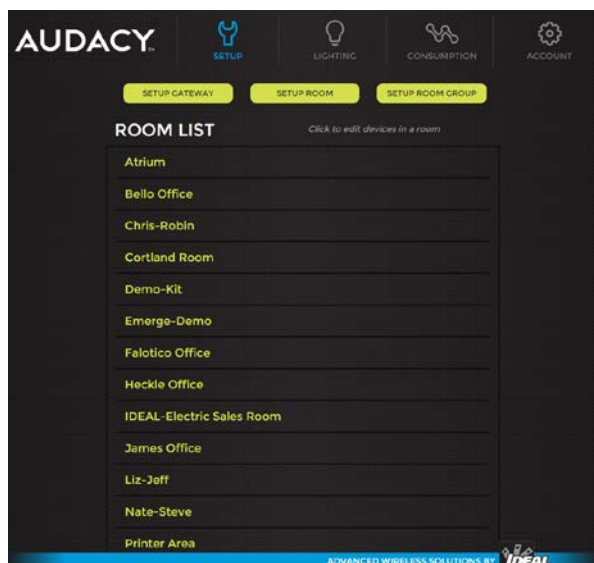 AUDACY™
SETUP
LIGHTING
CONSUMPTION
ACCOUNT
SETUP GATEWAY
SETUP ROOM
SETUP ROOM GROUP
ROOM LIST
Click to edit devices in a room
Atrium
Bello Office
Chris-Robin
Cortland Room
Demo-Kit
Emerge-Demo
Falotico Office
Heckle Office
IDEAL-Electric Sales Room
James Office
Liz-Jeff
Nate-Steve
Printer Area
ADVANCED WIRELESS SOLUTIONS BY IDEAL